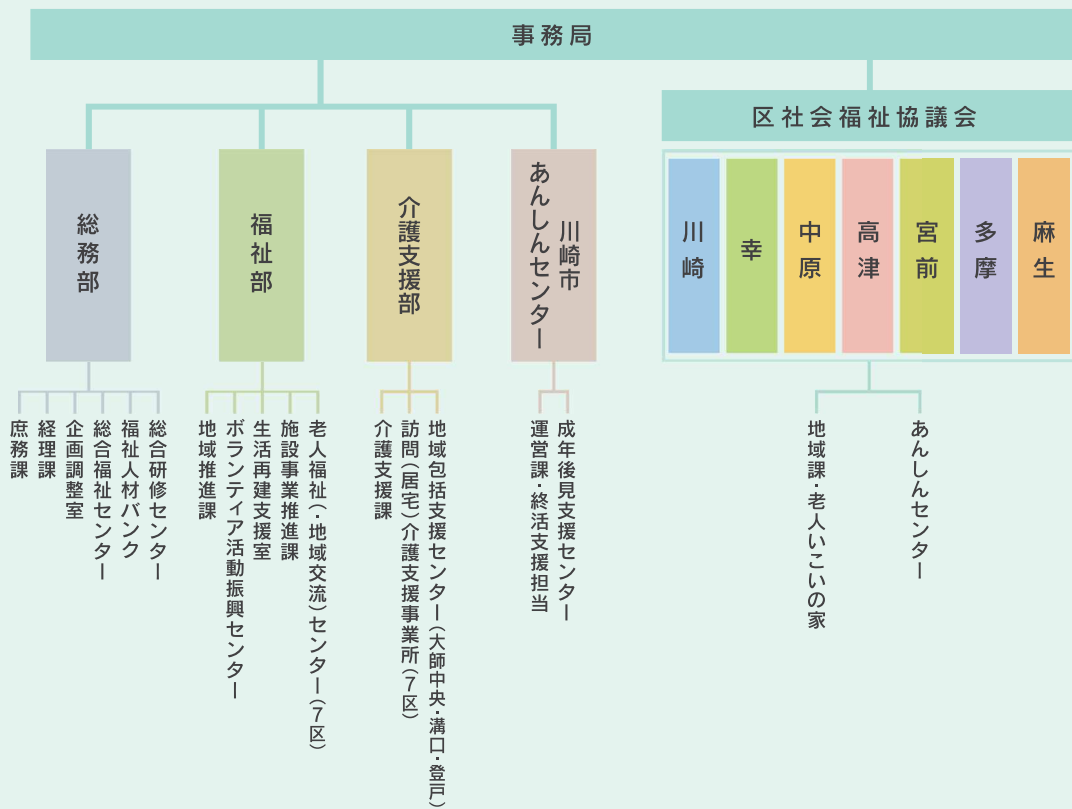 事務局
区社会福祉協議会
総務部
福祉部
介護支援部
川崎市
あんしんセンター
川崎
幸
中原
高津
宮前
多摩
麻生
庶務課
経理課
企画調整室
総合福祉センター
福祉人材バンク
総合研修センター
地域推進課
ボランティア活動振興センター
生活再建支援室
施設事業推進課
老人福祉(・地域交流)センター(7区)
介護支援課
訪問(居宅)介護支援事業所(7区)
地域包括支援センター(大師中央・溝口・登戸)
運営課・終活支援担当
成年後見支援センター
地域課・老人いこいの家
あんしんセンター